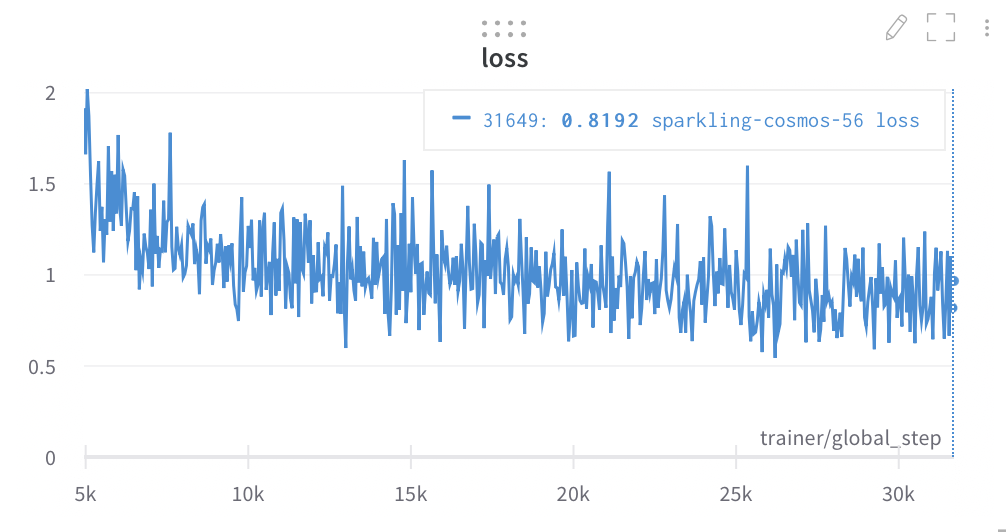 loss
2
31649: 0.8192 sparkling-cosmos-56 loss
1.5
1
0.5
trainer/global_step
0
5k 10k 15k 20k 25k 30k